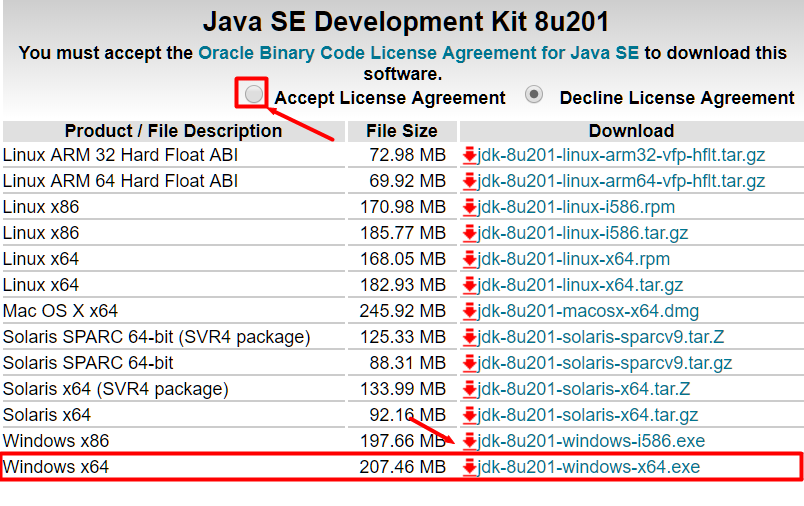 Java SE Development Kit 8u201
You must accept the Oracle Binary Code License Agreement for Java SE to download this
software.
Accept License Agreement Decline License Agreement
Product / File Description File Size Download
Linux ARM 32 Hard Float ABI 72.98 MB jdk-8u201-linux-arm32-vfp-hflt.tar.gz
Linux ARM 64 Hard Float ABI 69.92 MB jdk-8u201-linux-arm64-vfp-hflt.tar.gz
Linux x86 170.98 MB jdk-8u201-linux-i586.rpm
Linux x86 185.77 MB jdk-8u201-linux-i586.tar.gz
Linux x64 168.05 MB jdk-8u201-linux-x64.rpm
Linux x64 182.93 MB jdk-8u201-linux-x64.tar.gz
Mac OS X x64 245.92 MB jdk-8u201-macosx-x64.dmg
Solaris SPARC 64-bit (SVR4 package) 125.33 MB jdk-8u201-solaris-sparcv9.tar.Z
Solaris SPARC 64-bit 88.31 MB jdk-8u201-solaris-sparcv9.tar.gz
Solaris x64 (SVR4 package) 133.99 MB jdk-8u201-solaris-x64.tar.Z
Solaris x64 92.16 MB jdk-8u201-solaris-x64.tar.gz
Windows x86 197.66 MB jdk-8u201-windows-i586.exe
Windows x64 207.46 MB jdk-8u201-windows-x64.exe